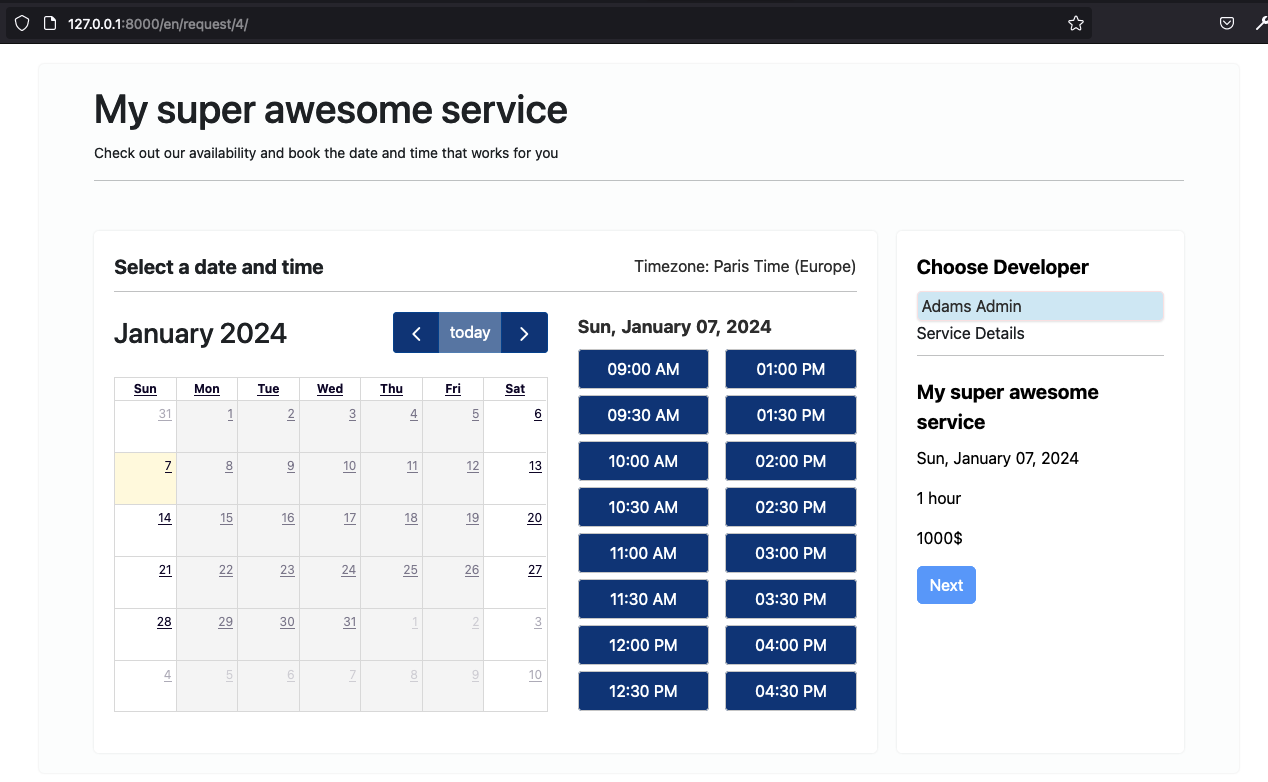 127.0.0.1:8000/en/request/4/
My super awesome service
Check out our availability and book the date and time that works for you
Select a date and time
Timezone: Paris Time (Europe)
January 2024
today
Sun Mon Tue Wed Thu Fri Sat
31 1 2 3 4 5 6
7 8 9 10 11 12 13
14 15 16 17 18 19 20
21 22 23 24 25 26 27
28 29 30 31 1 2 3
4 5 6 7 8 9 10
Sun, January 07, 2024
09:00 AM 01:00 PM
09:30 AM 01:30 PM
10:00 AM 02:00 PM
10:30 AM 02:30 PM
11:00 AM 03:00 PM
11:30 AM 03:30 PM
12:00 PM 04:00 PM
12:30 PM 04:30 PM
Choose Developer
Adams Admin
Service Details
My super awesome
service
Sun, January 07, 2024
1 hour
1000$
Next